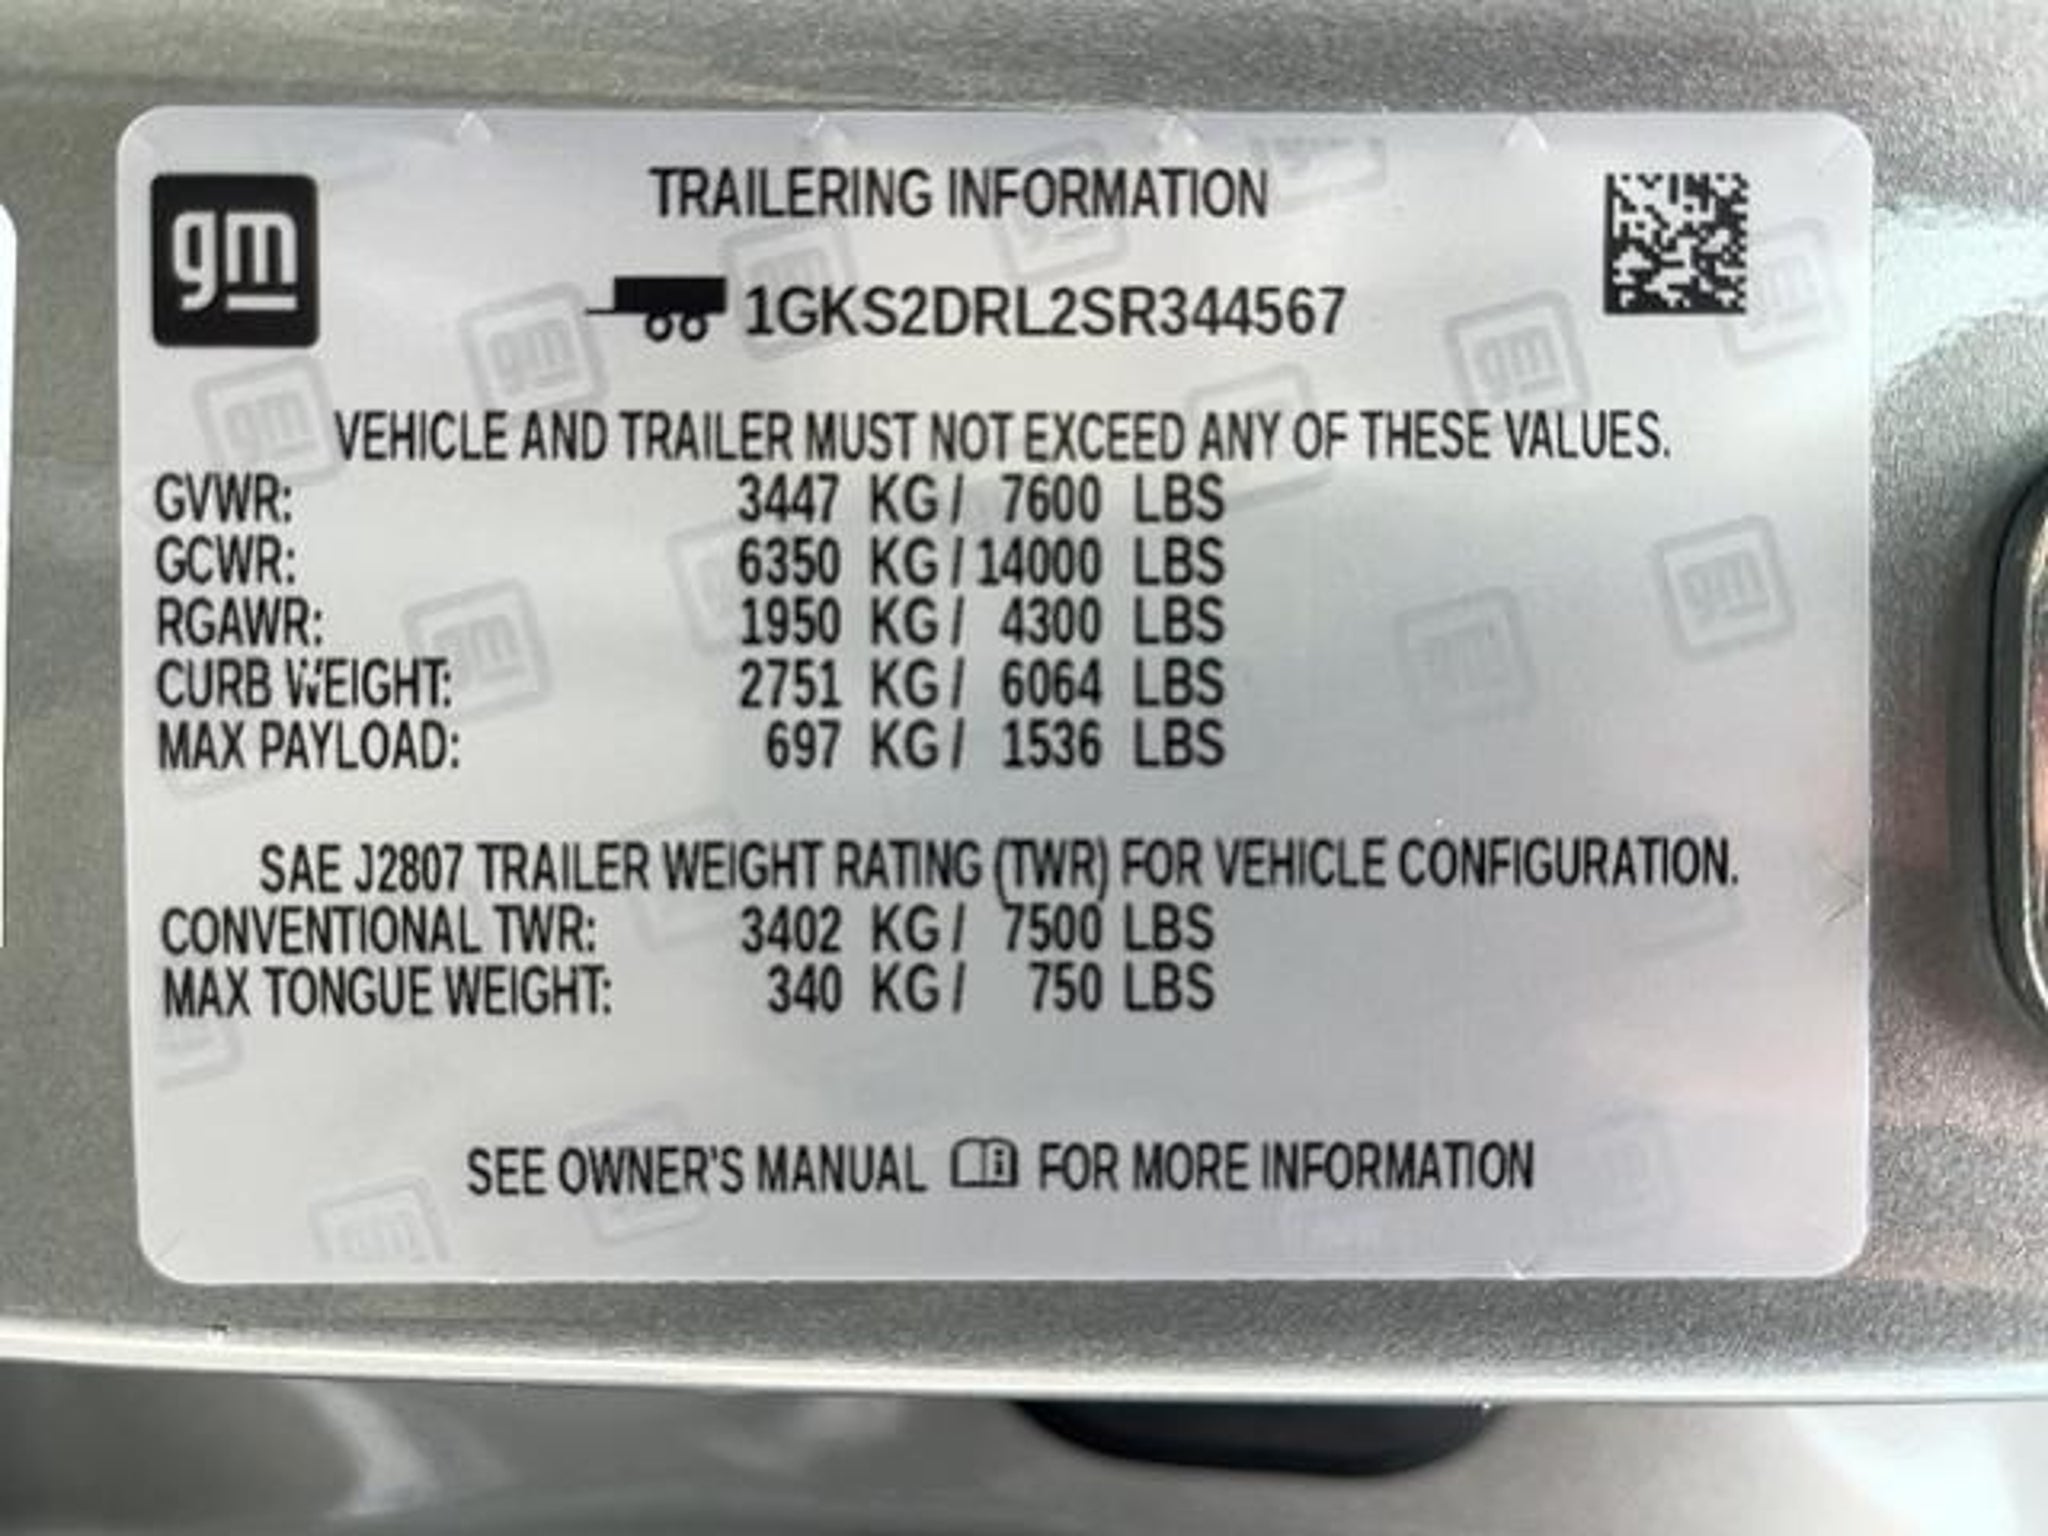 gm
TRAILERING INFORMATION
1GKS2DRL2SR344567
VEHICLE AND TRAILER MUST NOT EXCEED ANY OF THESE VALUES.
GVWR: 3447 KG / 7600 LBS
GCWR: 6350 KG / 14000 LBS
RGAWR: 1950 KG / 4300 LBS
CURB WEIGHT: 2751 KG / 6064 LBS
MAX PAYLOAD: 697 KG / 1536 LBS
SAE J2807 TRAILER WEIGHT RATING (TWR) FOR VEHICLE CONFIGURATION.
CONVENTIONAL TWR: 3402 KG / 7500 LBS
MAX TONGUE WEIGHT: 340 KG / 750 LBS
SEE OWNER'S MANUAL FOR MORE INFORMATION